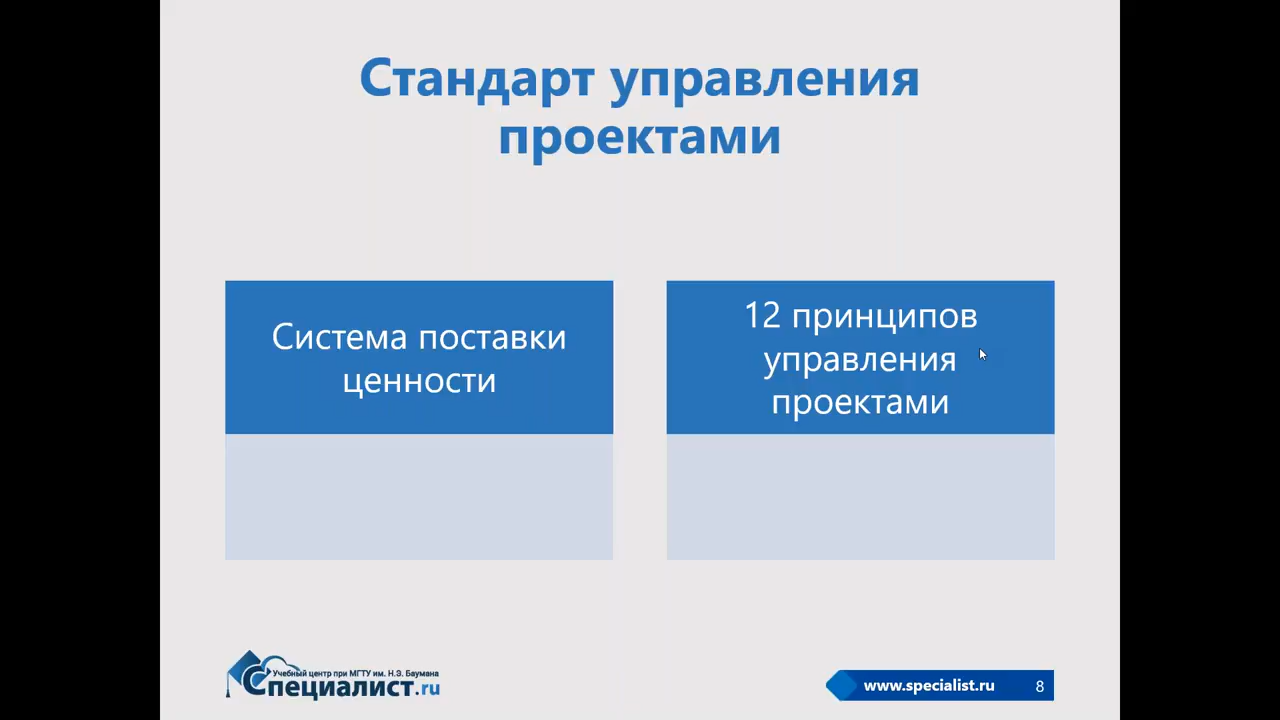 Стандарт управления
проектами
Система поставки
ценности
12 принципов
управления
проектами
Учебный центр при МГТУ им. Н.Э. Баумана
Специалист.ru
www.specialist.ru
8